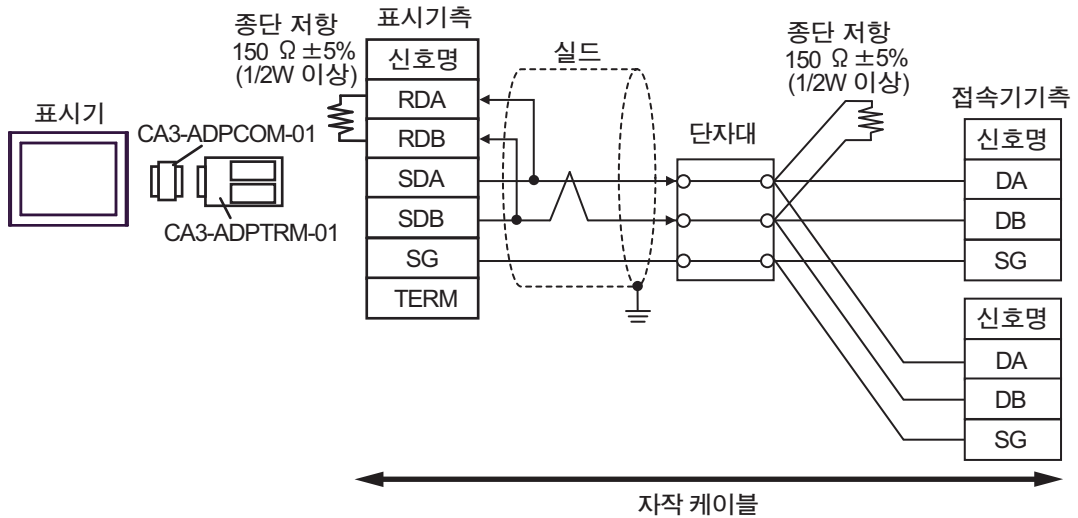 표시기
CA3-ADPCOM-01
CA3-ADPTRM-01
종단 저항
150 Ω ±5%
(1/2W 이상)
표시기측
신호명
RDA
RDB
SDA
SDB
SG
TERM
실드
단자대
종단 저항
150 Ω ±5%
(1/2W 이상)
접속기기측
신호명
DA
DB
SG
신호명
DA
DB
SG
자작 케이블